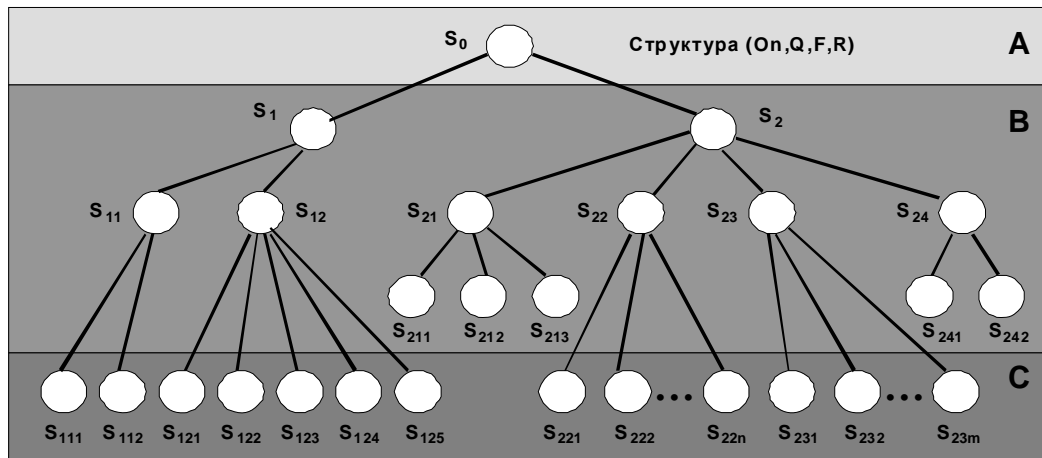 S0 Структура (On,Q,F,R) A
S1 S2 B
S11 S12 S21 S22 S23 S24
S211 S212 S213 S241 S242
C
... ...
S111 S112 S121 S122 S123 S124 S125 S221 S222 S22n S231 S232 S23m